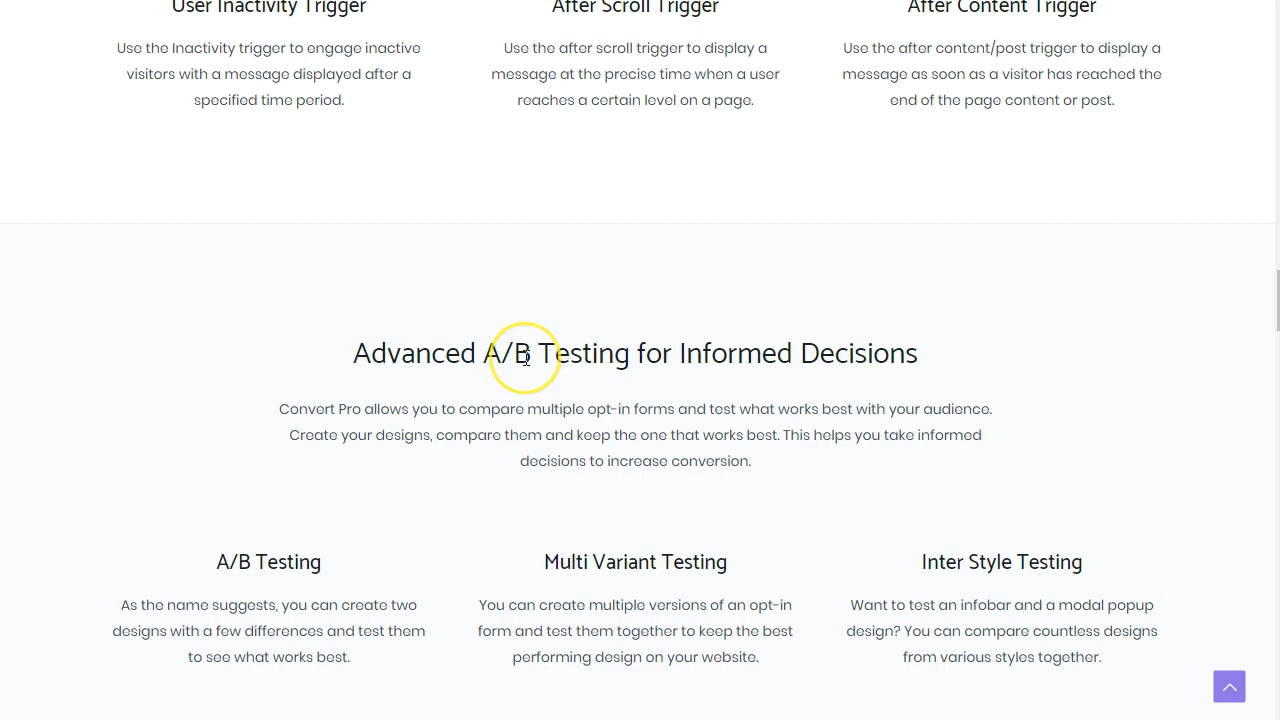 User Inactivity Trigger
After Scroll Trigger
After Content Trigger
Use the Inactivity trigger to engage inactive
visitors with a message displayed after a
specified time period.
Use the after scroll trigger to display a
message at the precise time when a user
reaches a certain level on a page.
Use the after content/post trigger to display a
message as soon as a visitor has reached the
end of the page content or post.
Advanced A/B Testing for Informed Decisions
Convert Pro allows you to compare multiple opt-in forms and test what works best with your audience.
Create your designs, compare them and keep the one that works best. This helps you take informed
decisions to increase conversion.
A/B Testing
Multi Variant Testing
Inter Style Testing
As the name suggests, you can create two
designs with a few differences and test them
to see what works best.
You can create multiple versions of an opt-in
form and test them together to keep the best
performing design on your website.
Want to test an infobar and a modal popup
design? You can compare countless designs
from various styles together.